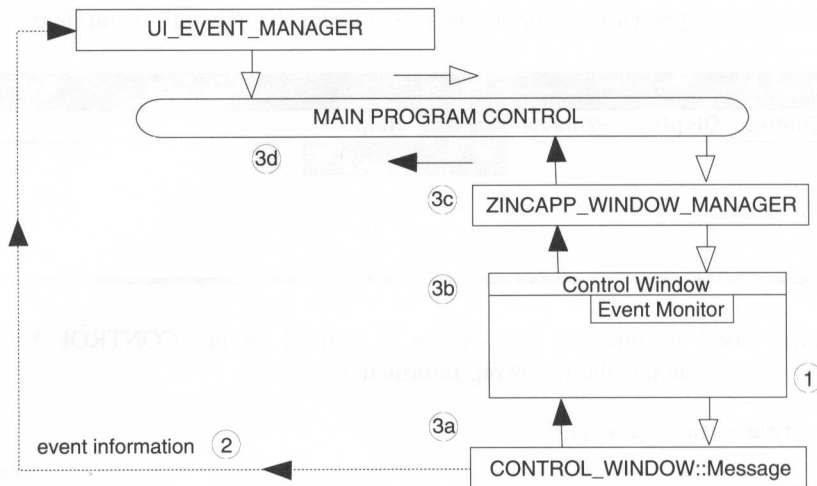 UI_EVENT_MANAGER
MAIN PROGRAM CONTROL
3d
3c
ZINCAPP_WINDOW_MANAGER
3b
Control Window
Event Monitor
1
3a
event information
2
CONTROL_WINDOW::Message